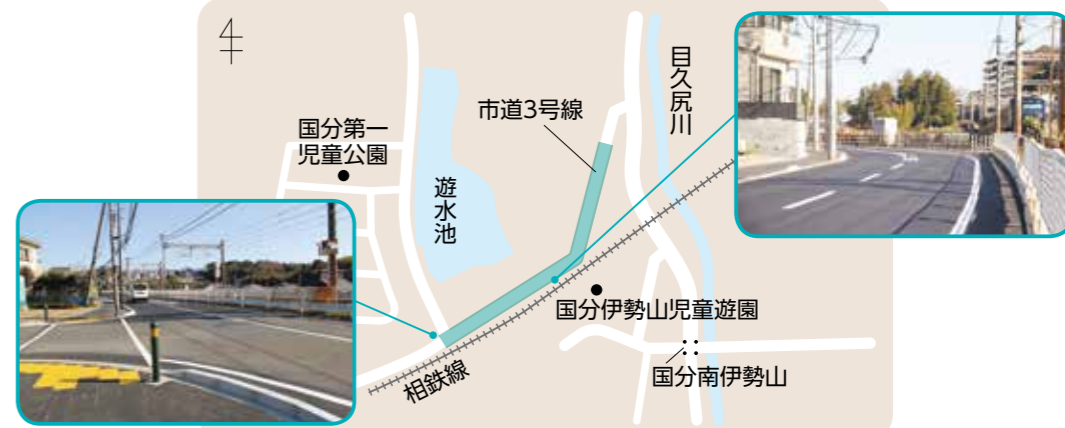 国分第一
児童公園
遊水池
市道3号線
目久尻川
国分伊勢山児童遊園
国分南伊勢山
相鉄線